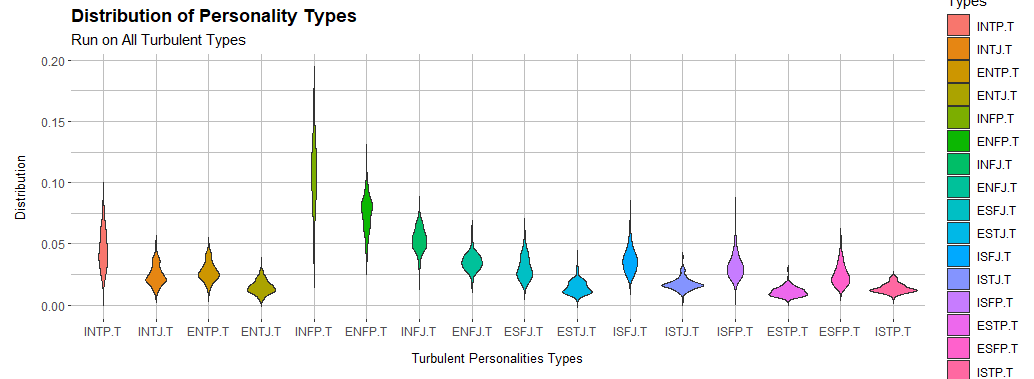 Distribution of Personality Types
Run on All Turbulent Types
Distribution
0.20
0.15
0.10
0.05
0.00
INTP.T INTJ.T ENTP.T ENTJ.T INFP.T ENFP.T INFJ.T ENFJ.T ESFJ.T ESTJ.T ISFJ.T ISTJ.T ISFP.T ESTP.T ESFP.T ISTP.T
Turbulent Personalities Types
Types
INTP.T
INTJ.T
ENTP.T
ENTJ.T
INFP.T
ENFP.T
INFJ.T
ENFJ.T
ESFJ.T
ESTJ.T
ISFJ.T
ISTJ.T
ISFP.T
ESTP.T
ESFP.T
ISTP.T